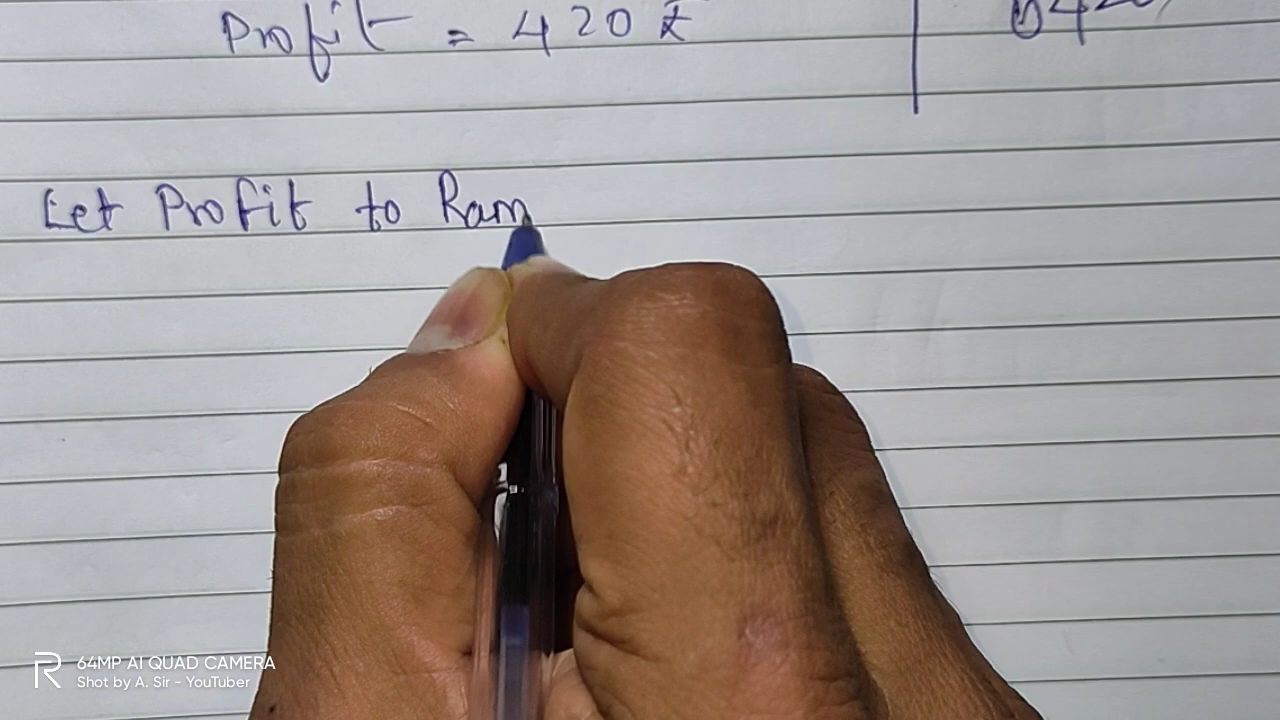 Profit = 420 ₹
Let Profit to Ram
64MP AI QUAD CAMERA
Shot by A. Sir - YouTuber